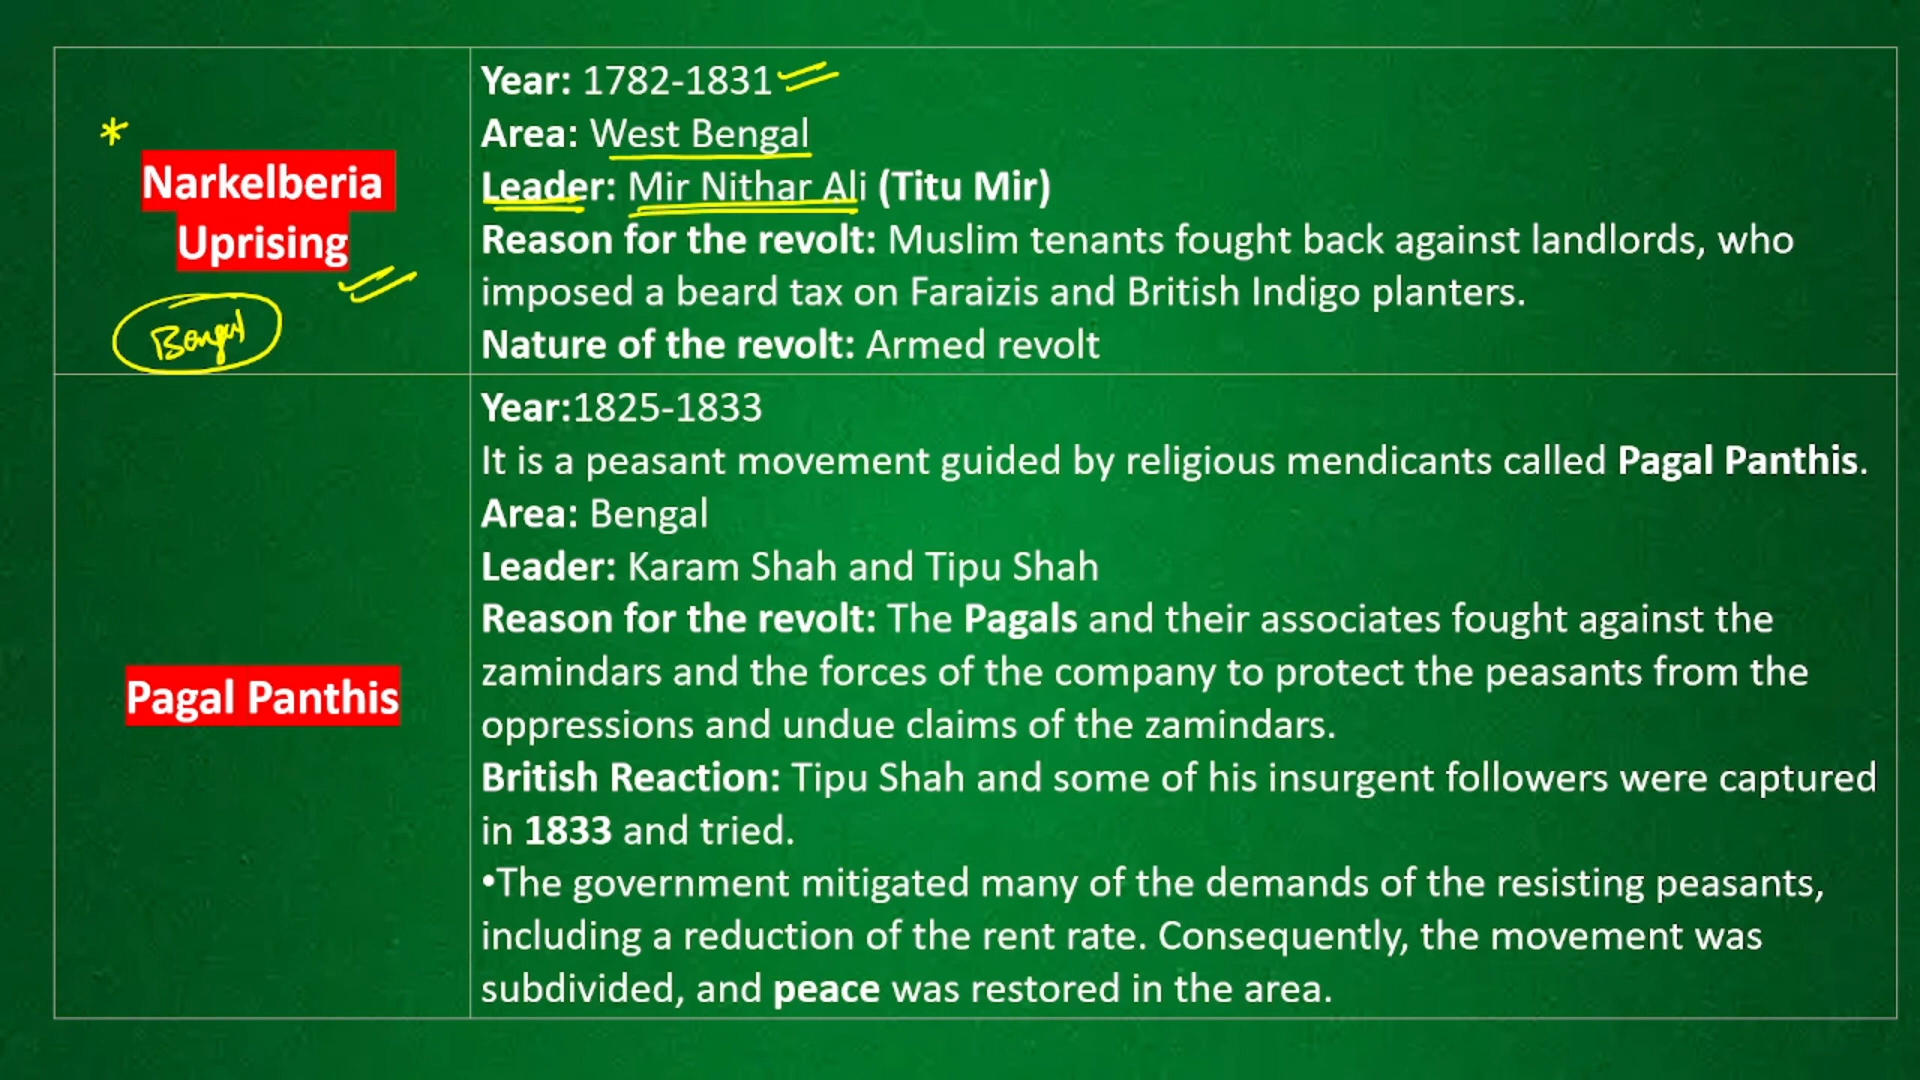 *
Narkelberia
Uprising
Bengal
Year: 1782-1831
Area: West Bengal
Leader: Mir Nithar Ali (Titu Mir)
Reason for the revolt: Muslim tenants fought back against landlords, who
imposed a beard tax on Faraizis and British Indigo planters.
Nature of the revolt: Armed revolt
Pagal Panthis
Year:1825-1833
It is a peasant movement guided by religious mendicants called Pagal Panthis.
Area: Bengal
Leader: Karam Shah and Tipu Shah
Reason for the revolt: The Pagals and their associates fought against the
zamindars and the forces of the company to protect the peasants from the
oppressions and undue claims of the zamindars.
British Reaction: Tipu Shah and some of his insurgent followers were captured
in 1833 and tried.
•The government mitigated many of the demands of the resisting peasants,
including a reduction of the rent rate. Consequently, the movement was
subdivided, and peace was restored in the area.